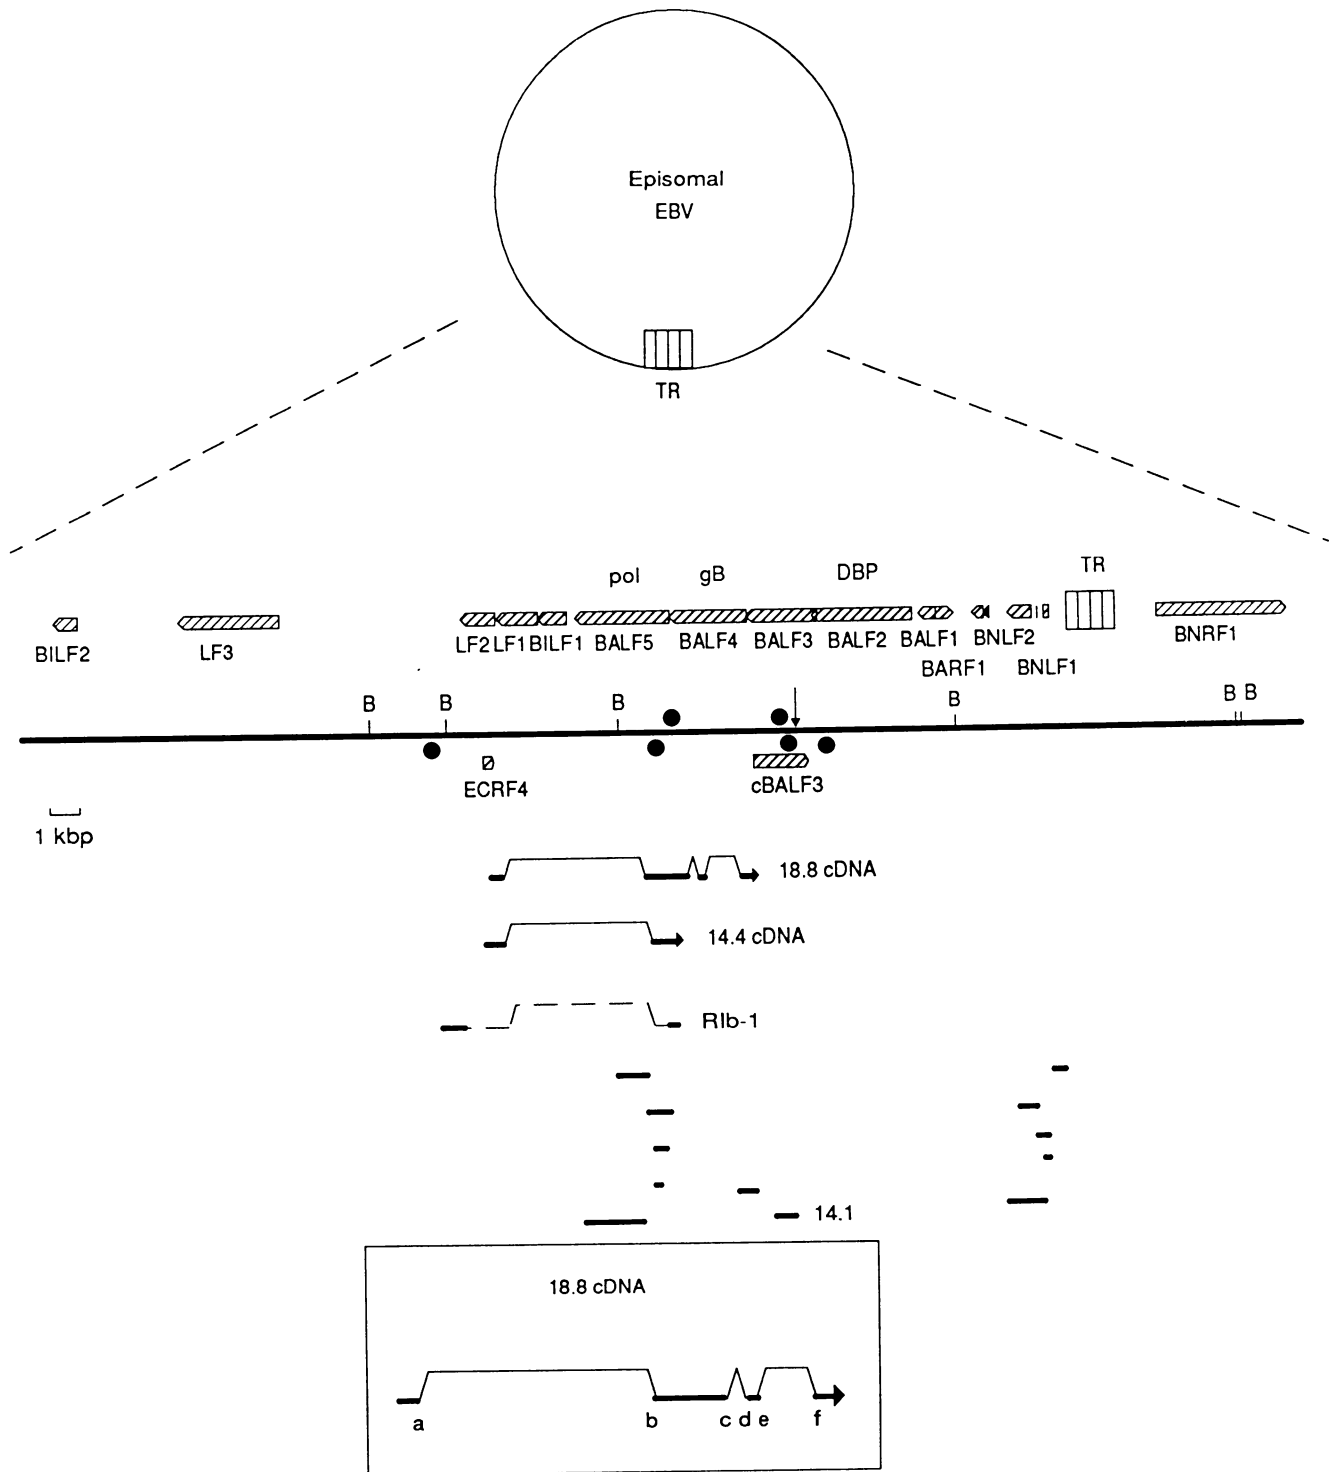 Episomal
EBV
TR
pol gB DBP TR
BILF2 LF3 LF2 LF1 BILF1 BALF5 BALF4 BALF3 BALF2 BALF1 BNLF2 BNRF1
BARF1 BNLF1
B B B B B B
ECRF4 cBALF3
1 kbp
18.8 cDNA
14.4 cDNA
RIb-1
14.1
18.8 cDNA
a b c d e f